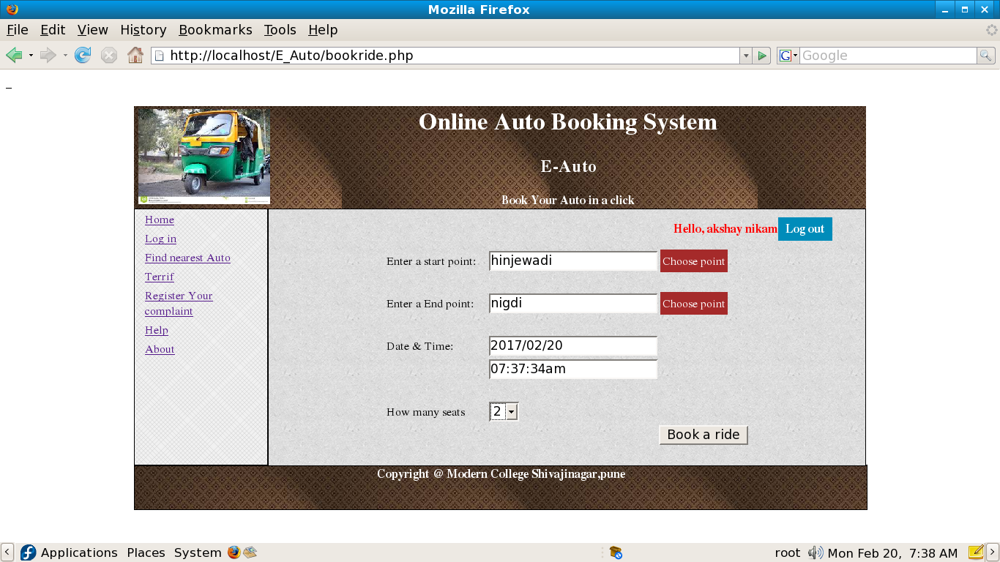 Mozilla Firefox
File Edit View History Bookmarks Tools Help
http://localhost/E_Auto/bookride.php
G Google
Online Auto Booking System
E-Auto
Book Your Auto in a click
Home
Log in
Find nearest Auto
Terrif
Register Your
complaint
Help
About
Hello, akshay nikam Log out
Enter a start point: hinjewadi Choose point
Enter a End point: nigdi Choose point
Date & Time: 2017/02/20
07:37:34am
How many seats 2
Book a ride
Copyright @ Modern College Shivajinagar,pune
Applications Places System root Mon Feb 20, 7:38 AM